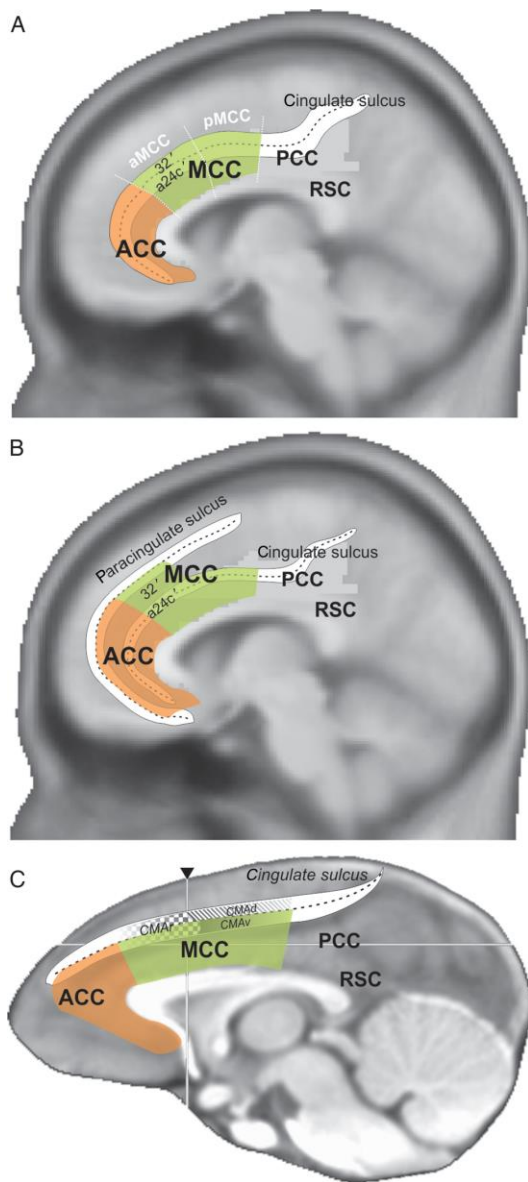 A
Cingulate sulcus
pMCC
aMCC
32′
a24c′
MCC
PCC
RSC
ACC
B
Paracingulate sulcus
Cingulate sulcus
MCC
32′
a24c′
PCC
RSC
ACC
C
Cingulate sulcus
CMAr
CMAd
CMAv
MCC
PCC
ACC
RSC